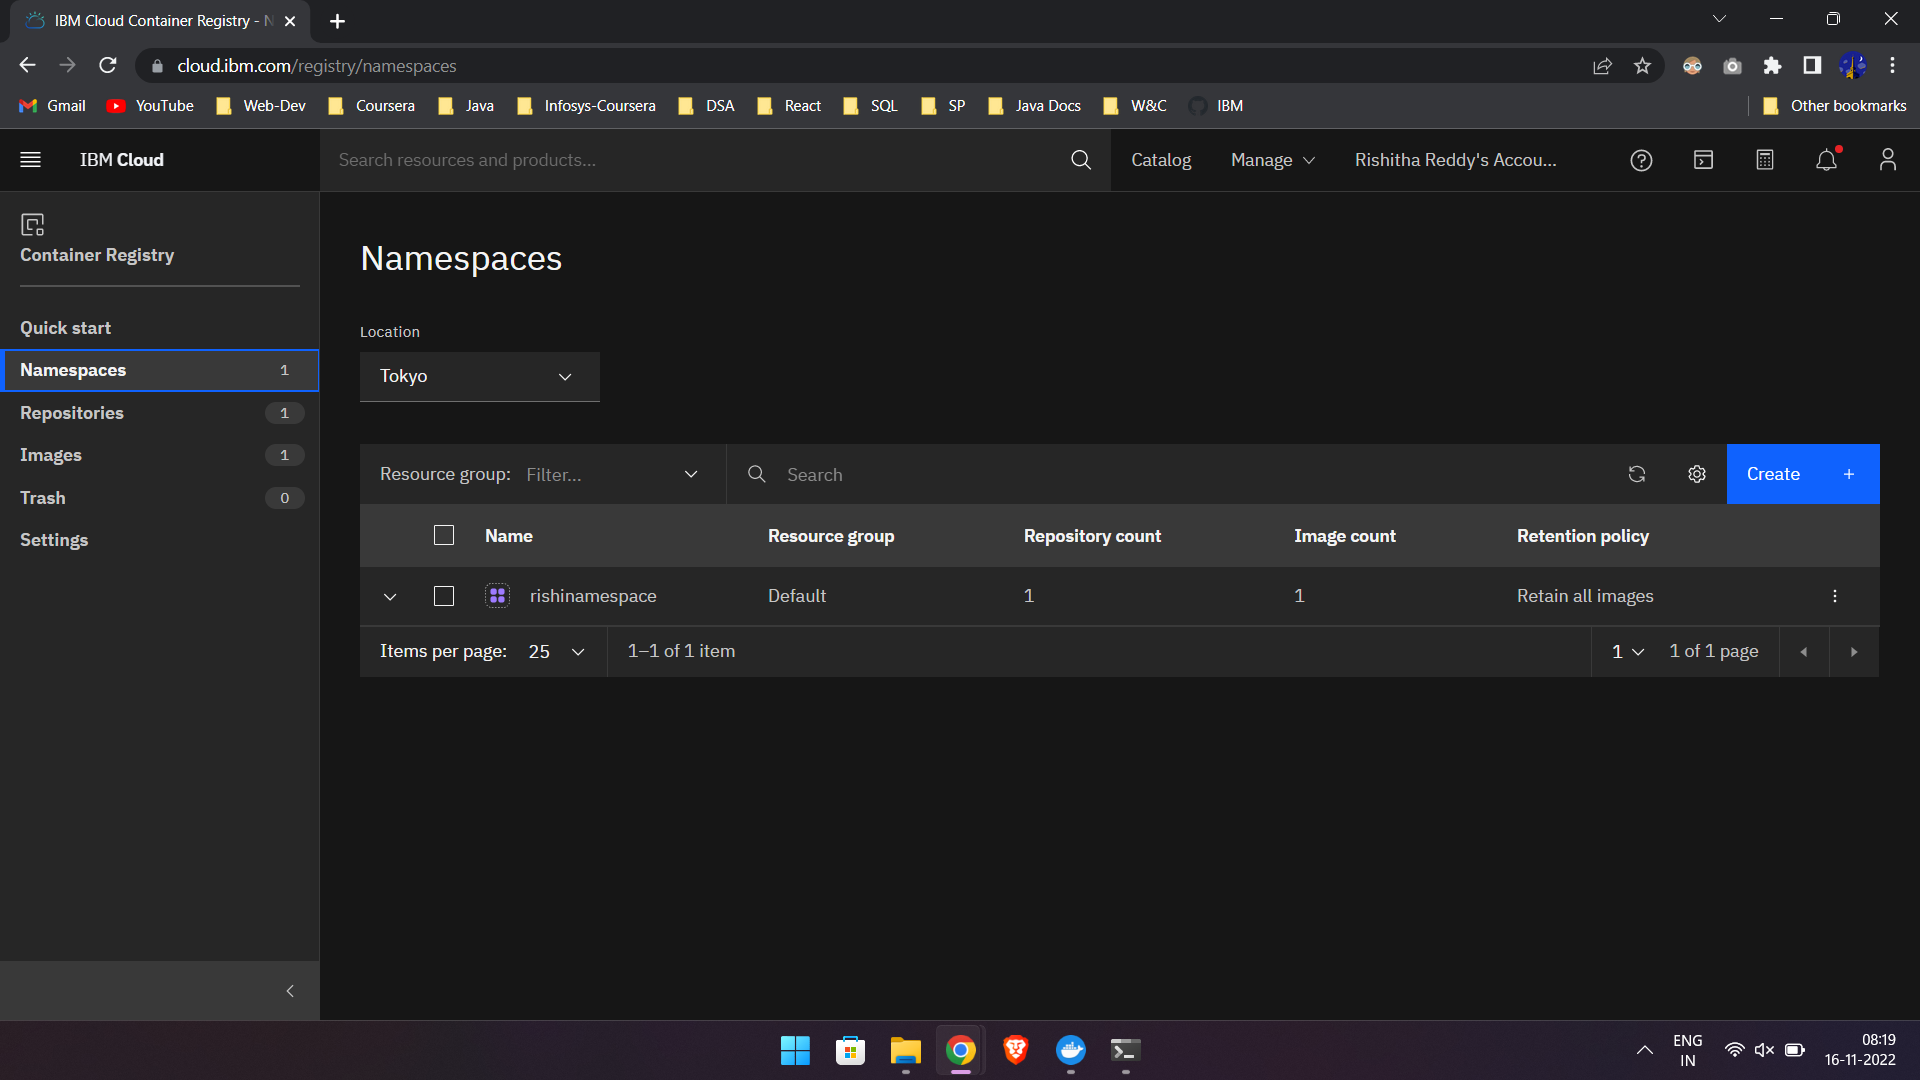 IBM Cloud Container Registry - N
cloud.ibm.com/registry/namespaces
Gmail YouTube Web-Dev Coursera Java Infosys-Coursera DSA React SQL SP Java Docs W&C IBM Other bookmarks
IBM Cloud Search resources and products... Catalog Manage Rishitha Reddy's Accou...
Container Registry
Quick start
Namespaces 1
Repositories 1
Images 1
Trash 0
Settings
Namespaces
Location
Tokyo
Resource group: Filter... Search Create +
Name Resource group Repository count Image count Retention policy
rishinamespace Default 1 1 Retain all images
Items per page: 25 1–1 of 1 item 1 1 of 1 page
ENG
IN
08:19
16-11-2022